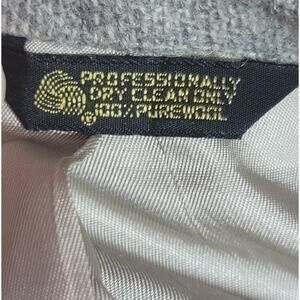 PROFESSIONALLY
DRY CLEAN ONLY
® 100% PURE WOOL